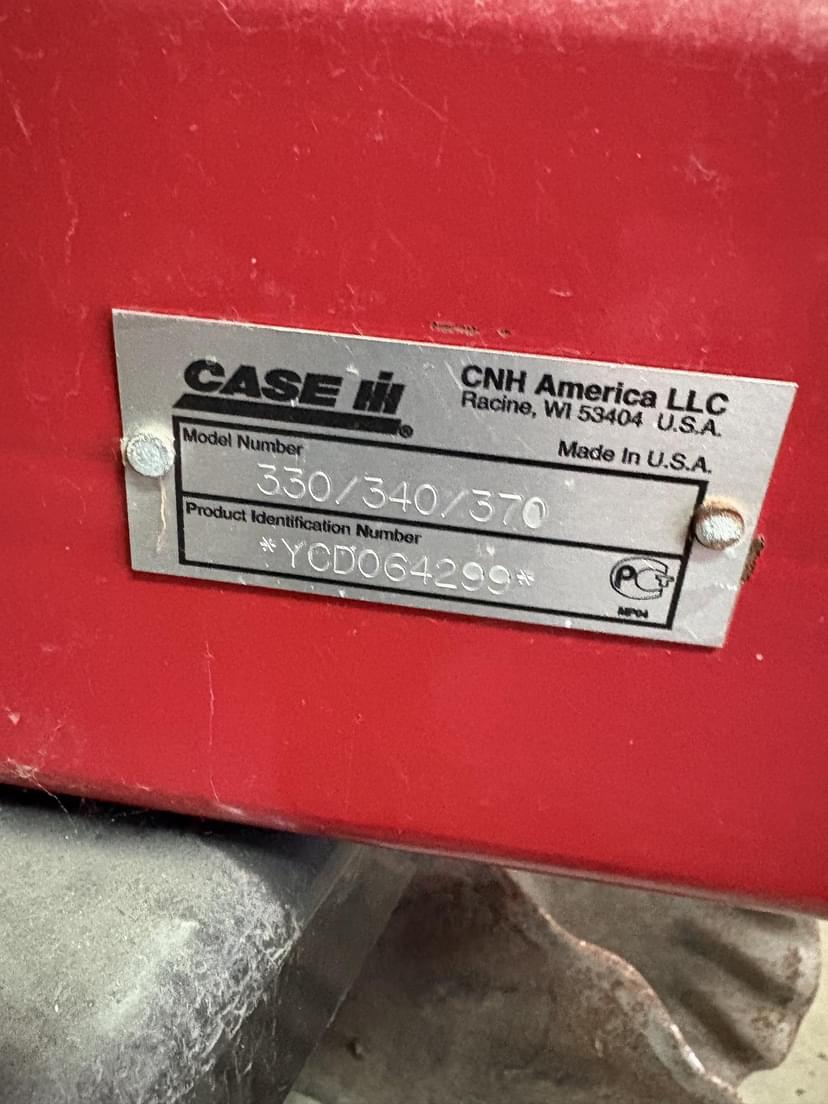 CASE IH®
CNH America LLC
Racine, WI 53404 U.S.A.
Made In U.S.A.
Model Number
330/340/370
Product Identification Number
*YCD064299*
PCT
MP04